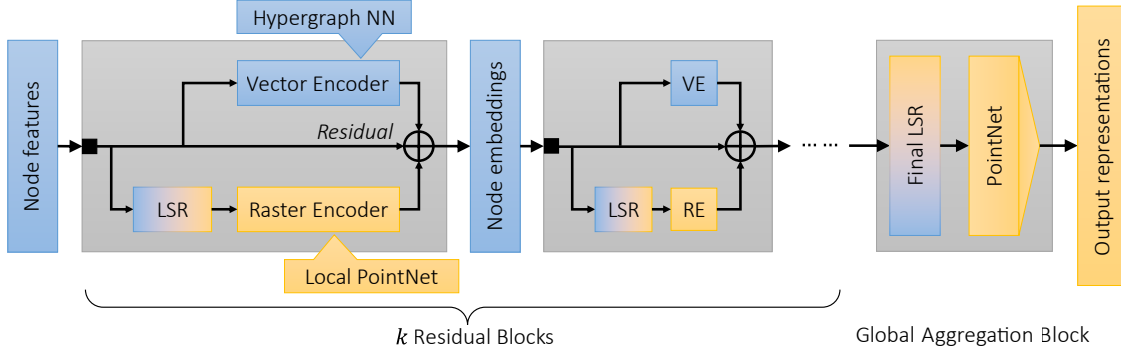 Hypergraph NN
Node features
Vector Encoder
Residual
LSR
Raster Encoder
Local PointNet
Node embeddings
VE
LSR
RE
... ...
Final LSR
PointNet
Output representations
k Residual Blocks
Global Aggregation Block